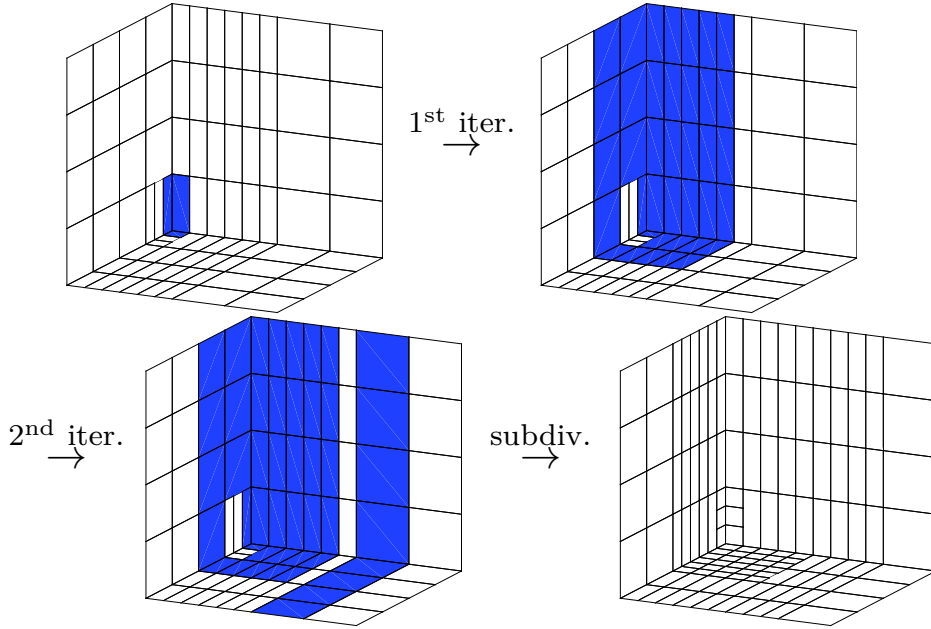 1st iter.
→
2nd iter.
→
subdiv.
→